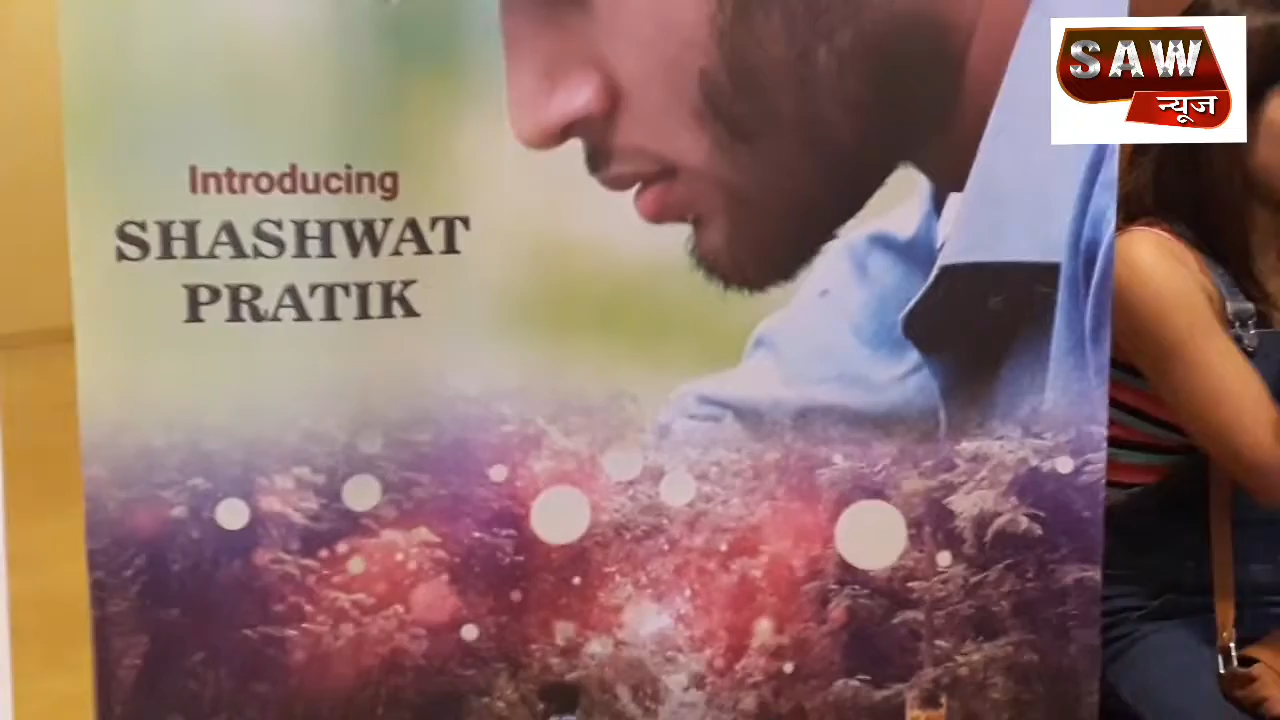 Introducing
SHASHWAT
PRATIK
SAW
न्यूज